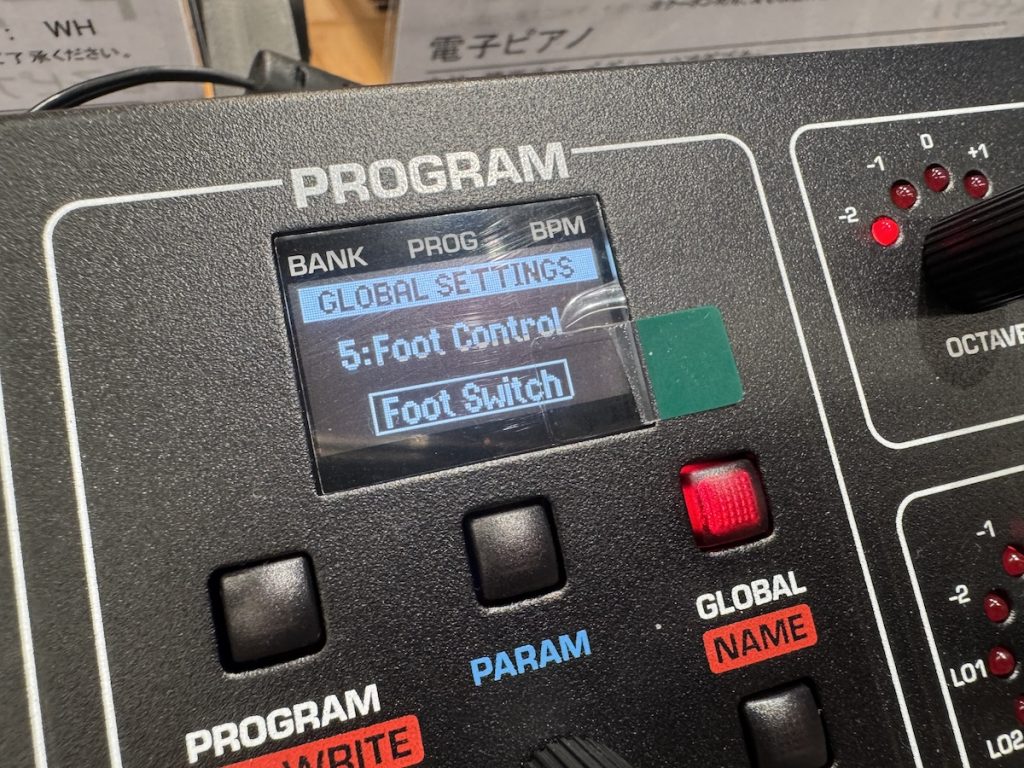 WH
了承ください。
電子ピアノ
PROGRAM
BANK PROG BPM
GLOBAL SETTINGS
5:Foot Control
Foot Switch
-2 -1 0 +1
OCTAVE
PARAM
GLOBAL
NAME
PROGRAM
WRITE
-1
-2
LO1
LO2